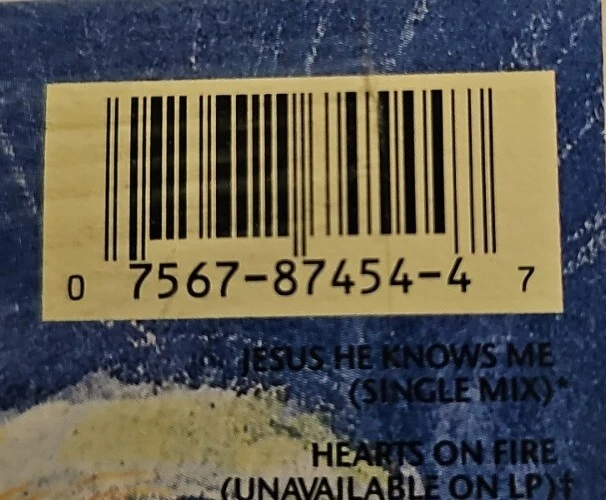 0 7567-87454-4 7
JESUS HE KNOWS ME
(SINGLE MIX)*
HEARTS ON FIRE
(UNAVAILABLE ON LP)‡